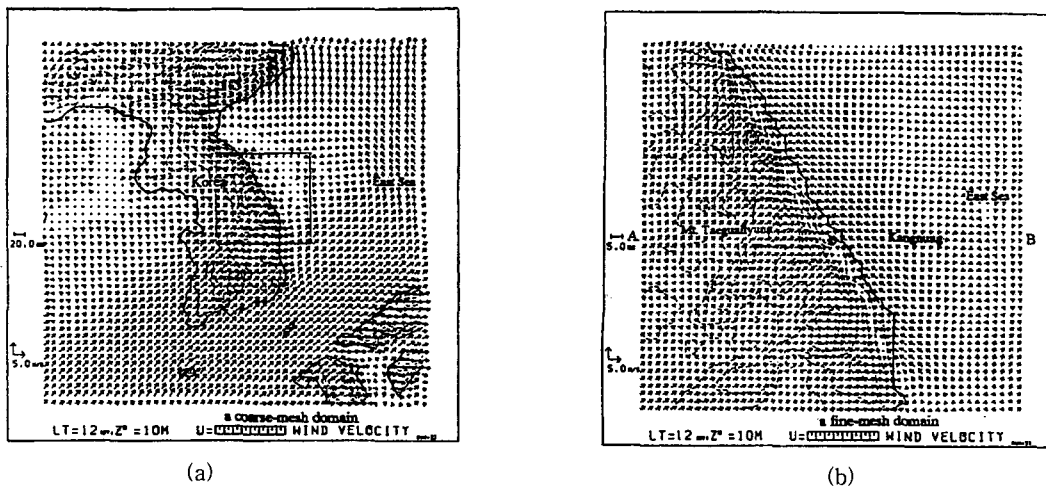 Korea
East Sea
20.0
5.0
a coarse-mesh domain
LT=12 Z* =10M U= WIND VELOCITY
(a)
East Sea
Mt. Taegualyung
A
5.0
Kangnung
B
5.0
a fine-mesh domain
LT=12 Z* =10M U= WIND VELOCITY
(b)